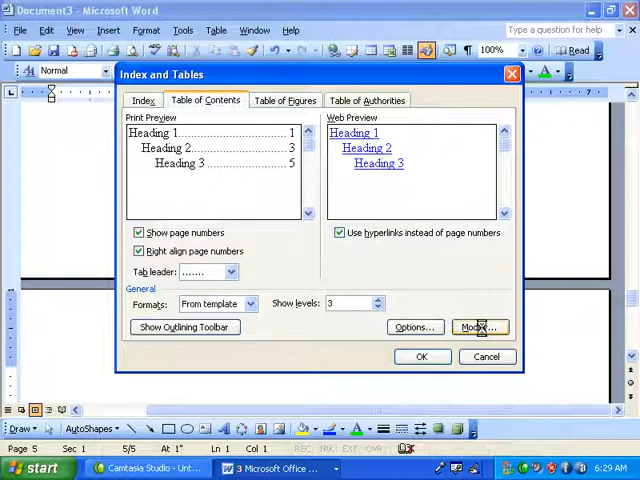 Document3 - Microsoft Word
File Edit View Insert Format Tools Table Window Help Type a question for help
100% Read
Normal
Index and Tables
Index Table of Contents Table of Figures Table of Authorities
Print Preview Web Preview
Heading 1..................... 1 Heading 1
Heading 2................. 3 Heading 2
Heading 3 ............. 5 Heading 3
Show page numbers Use hyperlinks instead of page numbers
Right align page numbers
Tab leader: .......
General
Formats: From template Show levels: 3
Show Outlining Toolbar Options...
OK Cancel
Draw AutoShapes
Page 5 Sec 1 5/5 At 1" Ln 1 Col 1 REC TRK EXT OVR
start Camtasia Studio - Unt... 3 Microsoft Office ... 6:29 AM